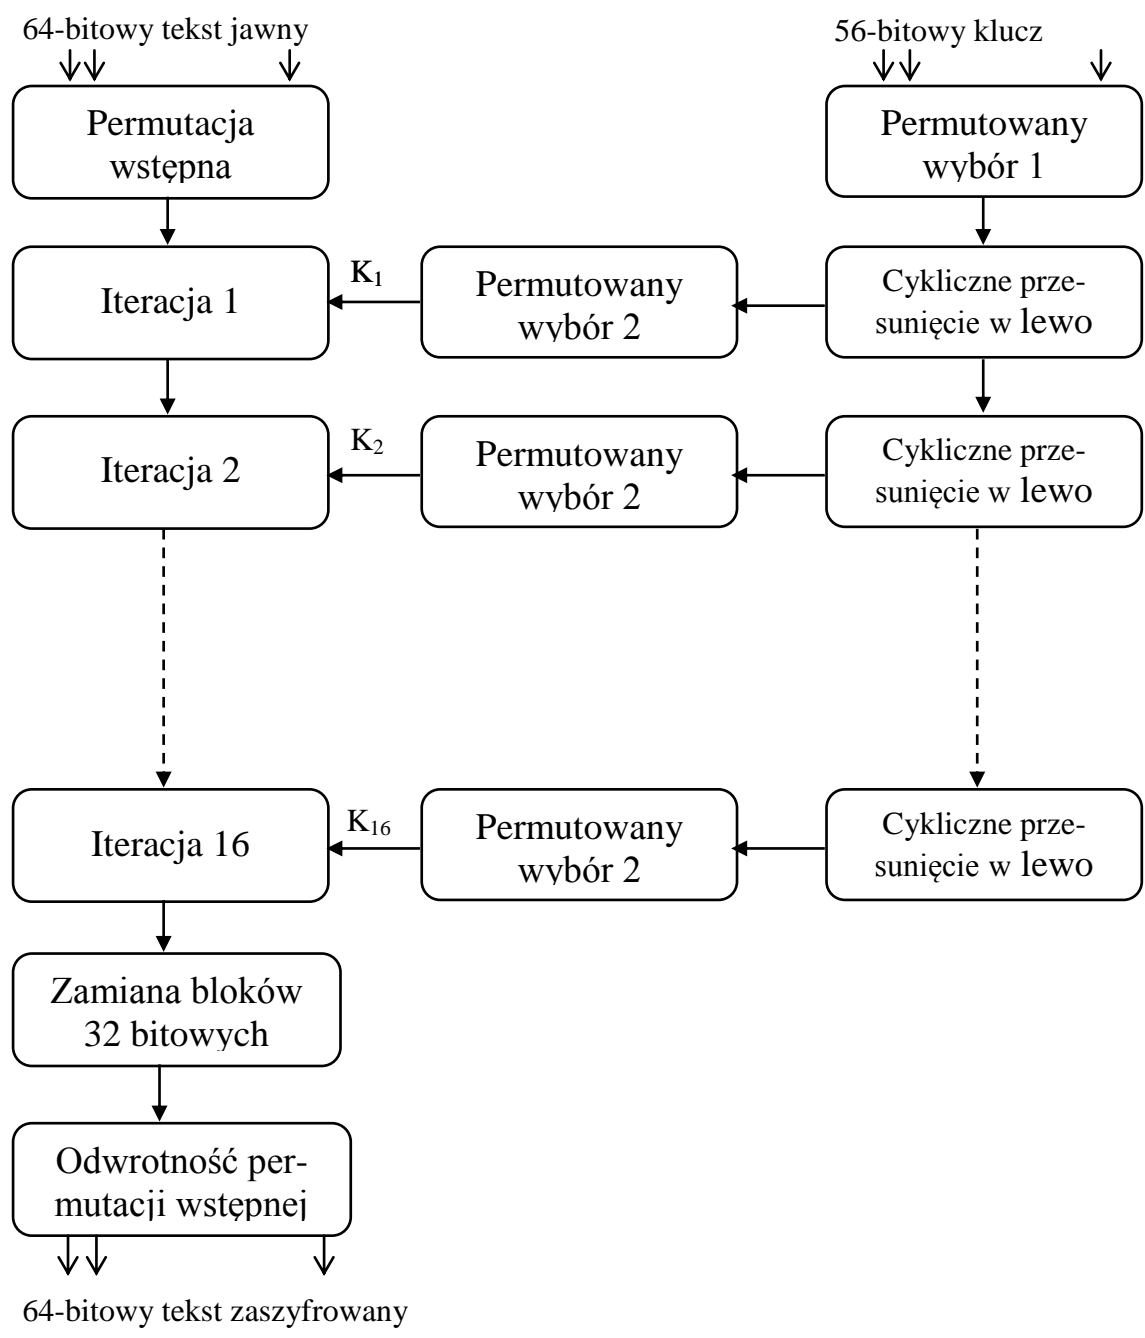 64-bitowy tekst jawny
56-bitowy klucz
Permutacja
wstępna
Permutowany
wybór 1
Iteracja 1
K₁
Permutowany
wybór 2
Cykliczne prze-
sunięcie w lewo
Iteracja 2
K₂
Permutowany
wybór 2
Cykliczne prze-
sunięcie w lewo
Iteracja 16
K₁₆
Permutowany
wybór 2
Cykliczne prze-
sunięcie w lewo
Zamiana bloków
32 bitowych
Odwrotność per-
mutacji wstępnej
64-bitowy tekst zaszyfrowany